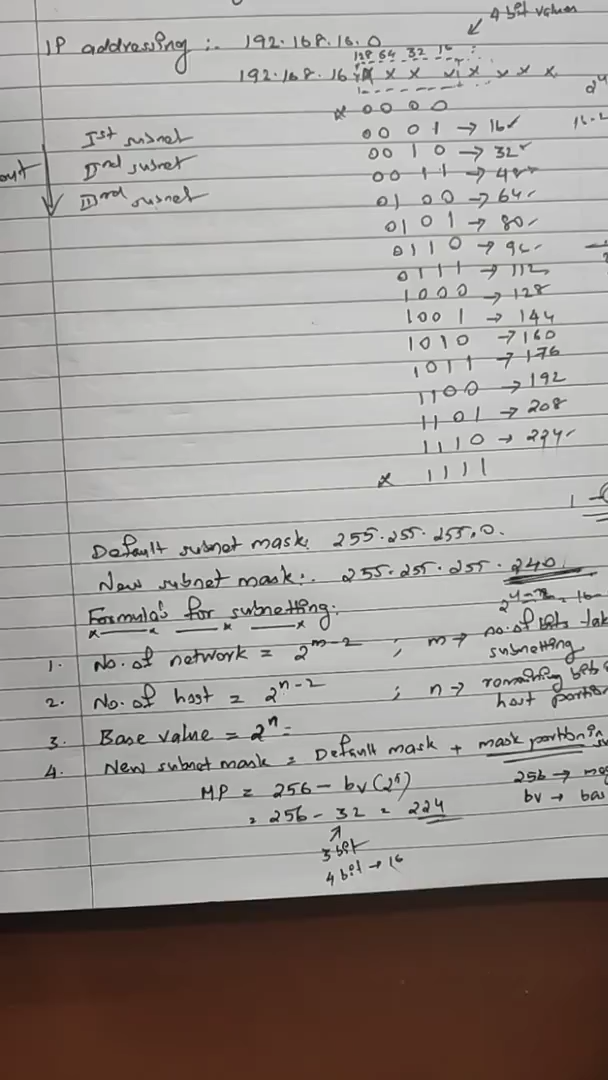 4 bit values
IP addressing :- 192.168.16.0
128 64 32 16
192.168.16. x x x x x x x x
x 0 0 0 0
Ist subnet 0 0 0 1 → 16
IInd subnet 0 0 1 0 → 32
IIIrd subnet 0 0 1 1 → 48
out
0 1 0 0 → 64
0 1 0 1 → 80
0 1 1 0 → 96
0 1 1 1 → 112
1 0 0 0 → 128
1 0 0 1 → 144
1 0 1 0 → 160
1 0 1 1 → 176
1 1 0 0 → 192
1 1 0 1 → 208
1 1 1 0 → 224
x 1 1 1 1
Default subnet mask: 255.255.255.0.
New subnet mask:. 255.255.255.240
Formula's for subnetting:
1. No. of network = 2^m-2 ; m → no. of bits
subnetting
2. No. of host = 2^n-2 ; n → remaining bits
host portion
3. Base value = 2^n =
4. New subnet mask = Default mask + mask portion in
MP = 256 - bv (2^5) 256 →
= 256 - 32 = 224 bv →
3 bit
4 bit → 16